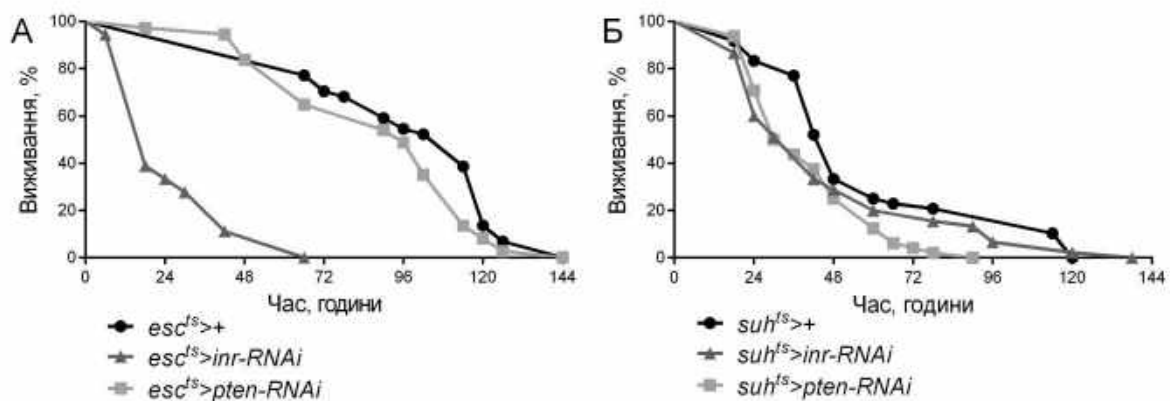 А
100
80
60
40
20
0
Виживання, %
0 24 48 72 96 120 144
Час, години
esc^ts>+
esc^ts>inr-RNAi
esc^ts>pten-RNAi
Б
100
80
60
40
20
0
Виживання, %
0 24 48 72 96 120 144
Час, години
suh^ts>+
suh^ts>inr-RNAi
suh^ts>pten-RNAi